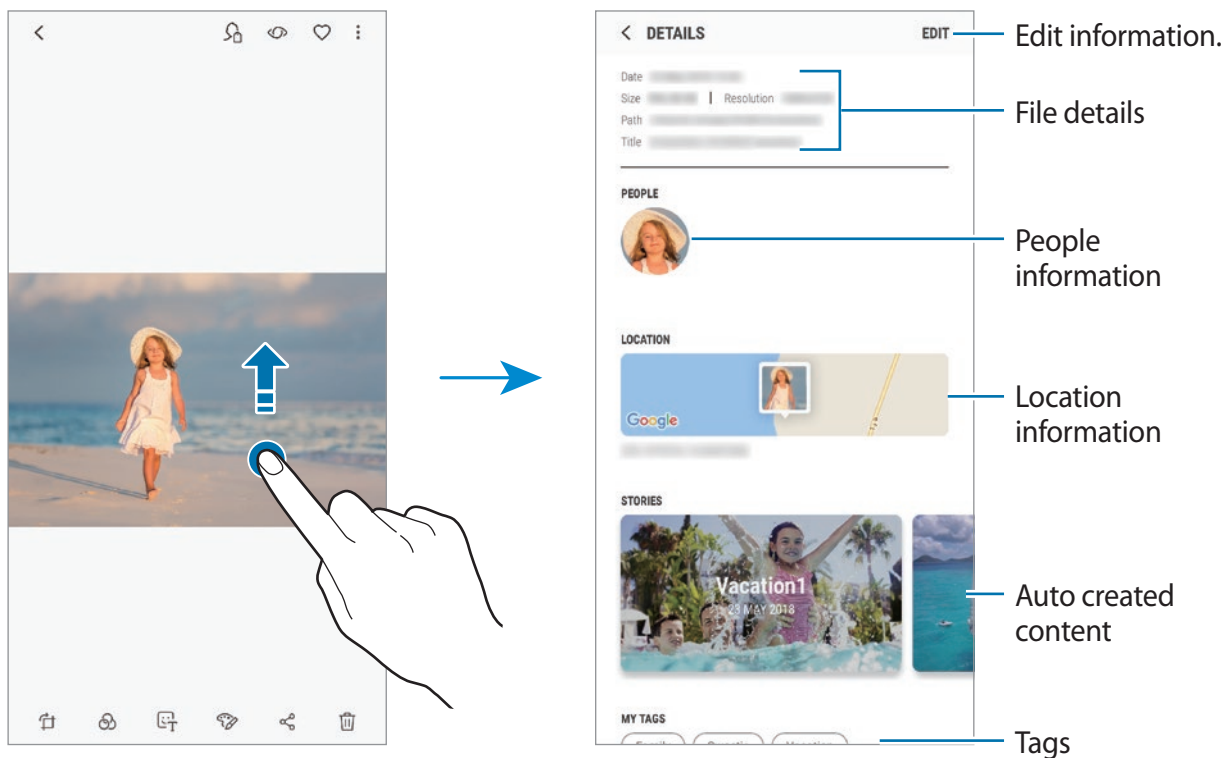 DETAILS
EDIT
Edit information.
Date
Size
Resolution
Path
Title
File details
PEOPLE
People
information
LOCATION
Google
Location
information
STORIES
Vacation1
23 MAY 2018
Auto created
content
MY TAGS
Tags